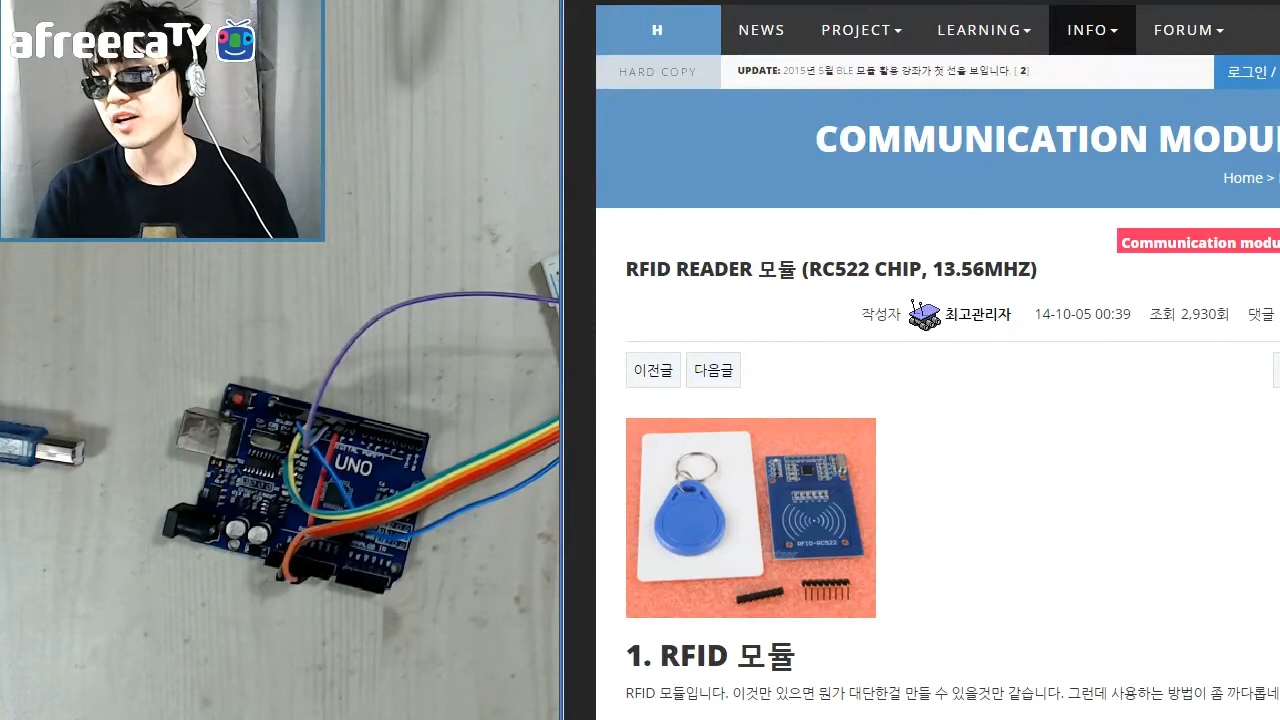 afreecaTV
H
NEWS
PROJECT
LEARNING
INFO
FORUM
HARD COPY
UPDATE: 2015년 5월 BLE 모듈 활용 강좌가 첫 선을 보입니다. [ 2]
로그인 /
COMMUNICATION MODU
Home >
Communication modu
RFID READER 모듈 (RC522 CHIP, 13.56MHZ)
작성자 최고관리자 14-10-05 00:39 조회 2,930회 댓글
이전글 다음글
UNO
RFID-RC522
1. RFID 모듈
RFID 모듈입니다. 이것만 있으면 뭔가 대단한걸 만들 수 있을것만 같습니다. 그런데 사용하는 방법이 좀 까다롭네